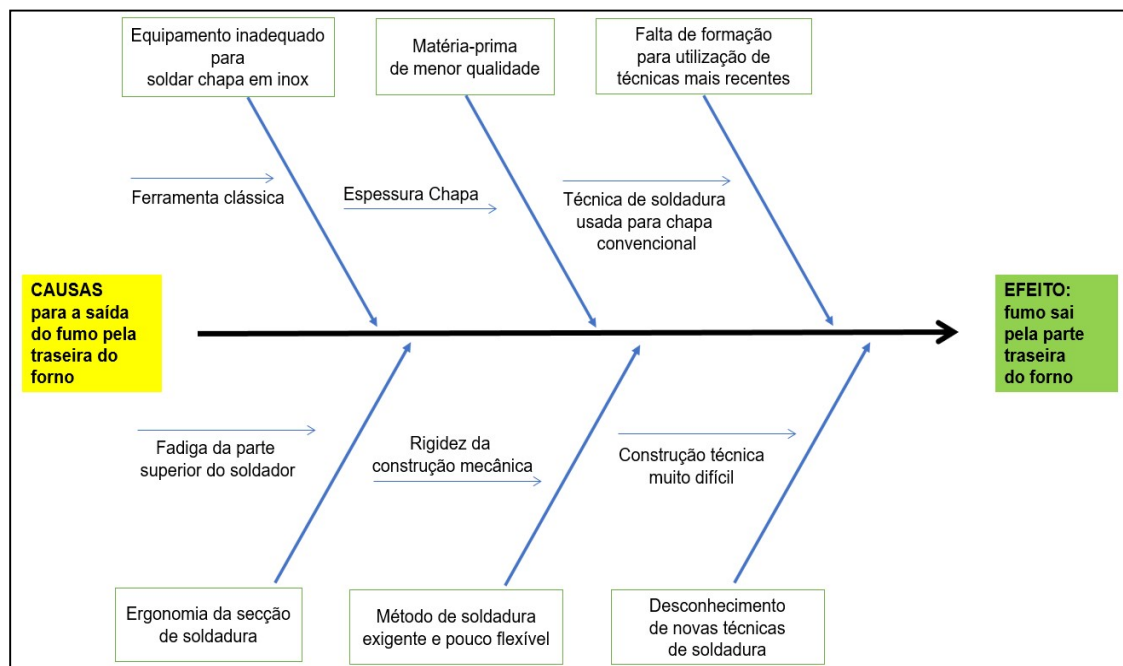 Equipamento inadequado
para
soldar chapa em inox
Matéria-prima
de menor qualidade
Falta de formação
para utilização de
técnicas mais recentes
Ferramenta clássica
Espessura Chapa
Técnica de soldadura
usada para chapa
convencional
CAUSAS
para a saída
do fumo pela
traseira do
forno
EFEITO:
fumo sai
pela parte
traseira
do forno
Fadiga da parte
superior do soldador
Rigidez da
construção mecânica
Construção técnica
muito difícil
Ergonomia da secção
de soldadura
Método de soldadura
exigente e pouco flexível
Desconhecimento
de novas técnicas
de soldadura